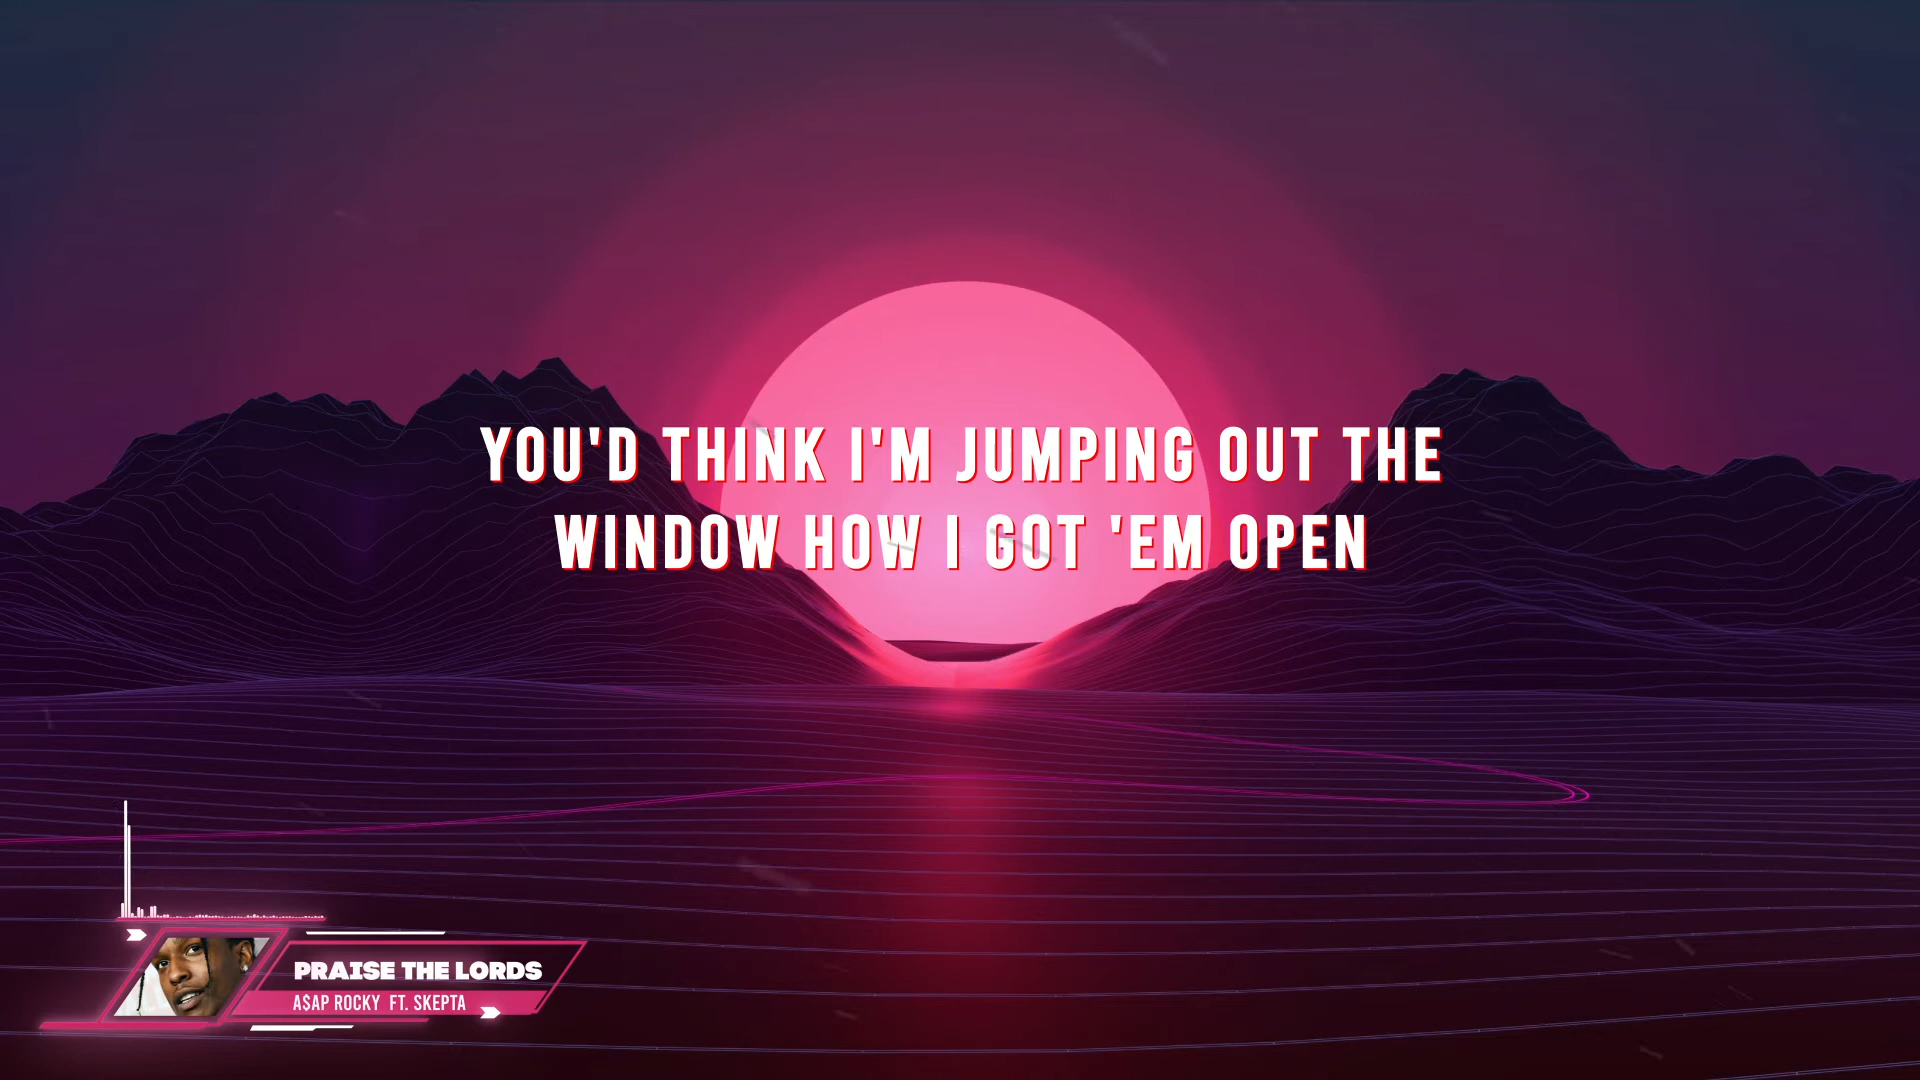 YOU'D THINK I'M JUMPING OUT THE
WINDOW HOW I GOT 'EM OPEN
PRAISE THE LORDS
A$AP ROCKY FT. SKEPTA